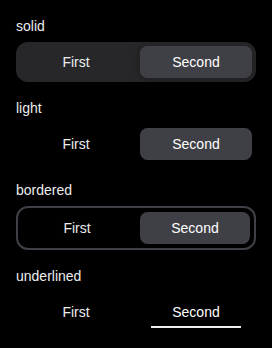 solid
First Second
light
First Second
bordered
First Second
underlined
First Second